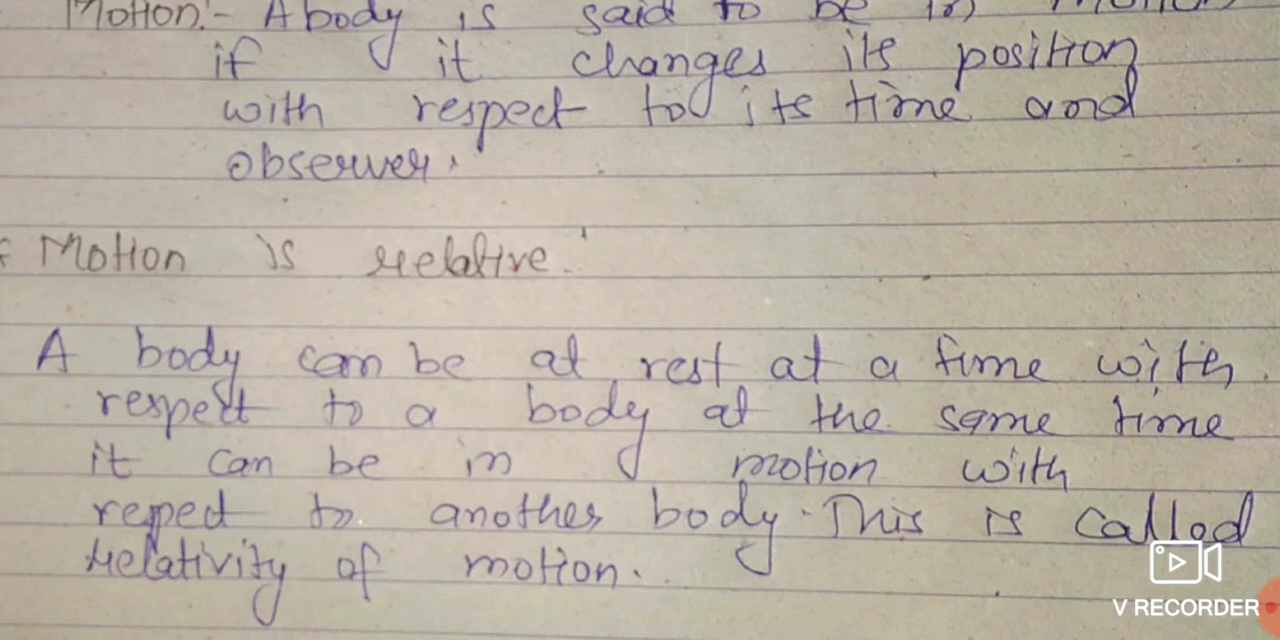 Motion:- A body is said to be in motion
if it changes its position
with respect to its time and
observer.
Motion is relative.
A body can be at rest at a time with
respect to a body at the same time
it can be in motion with
repect to another body. This is called
relativity of motion.
V RECORDER